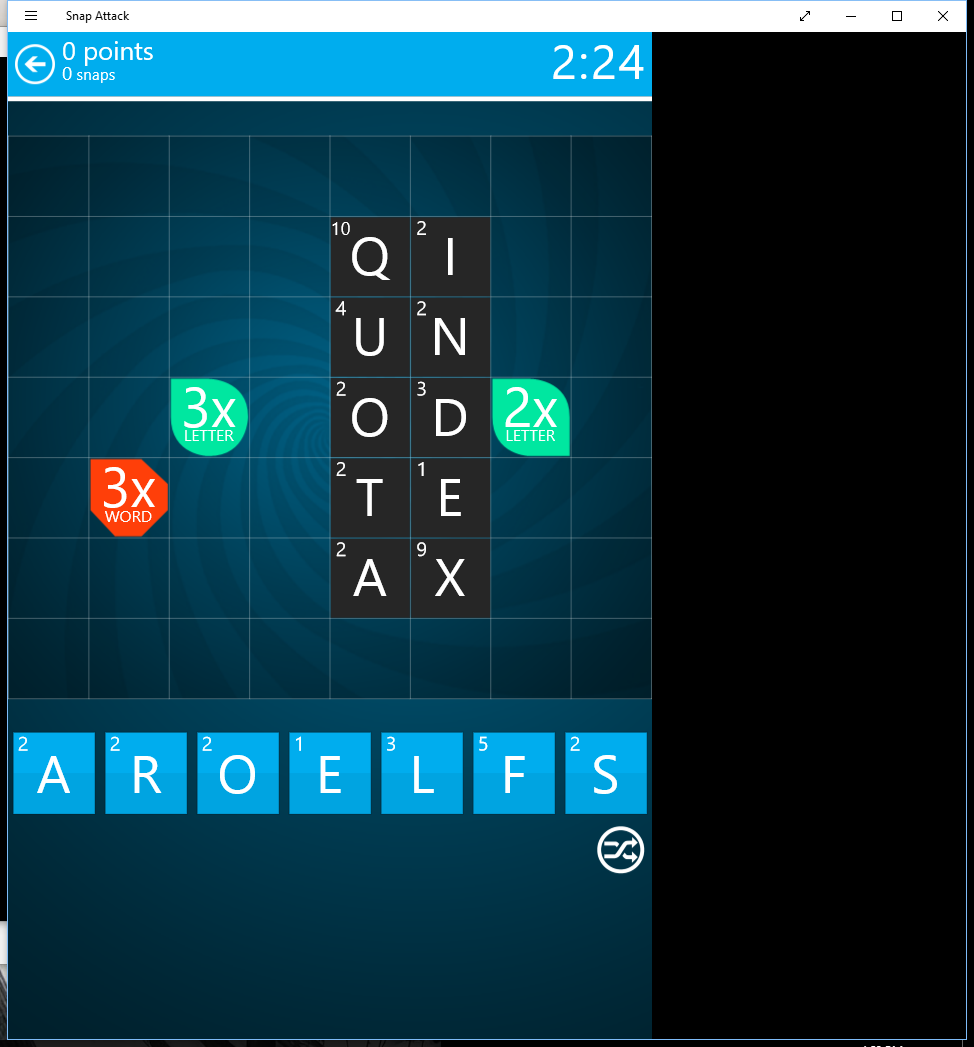 Snap Attack
0 points
0 snaps
2:24
10 Q 2 I
4 U 2 N
3x LETTER 2 O 3 D 2x LETTER
3x WORD 2 T 1 E
2 A 9 X
2 A 2 R 2 O 1 E 3 L 5 F 2 S